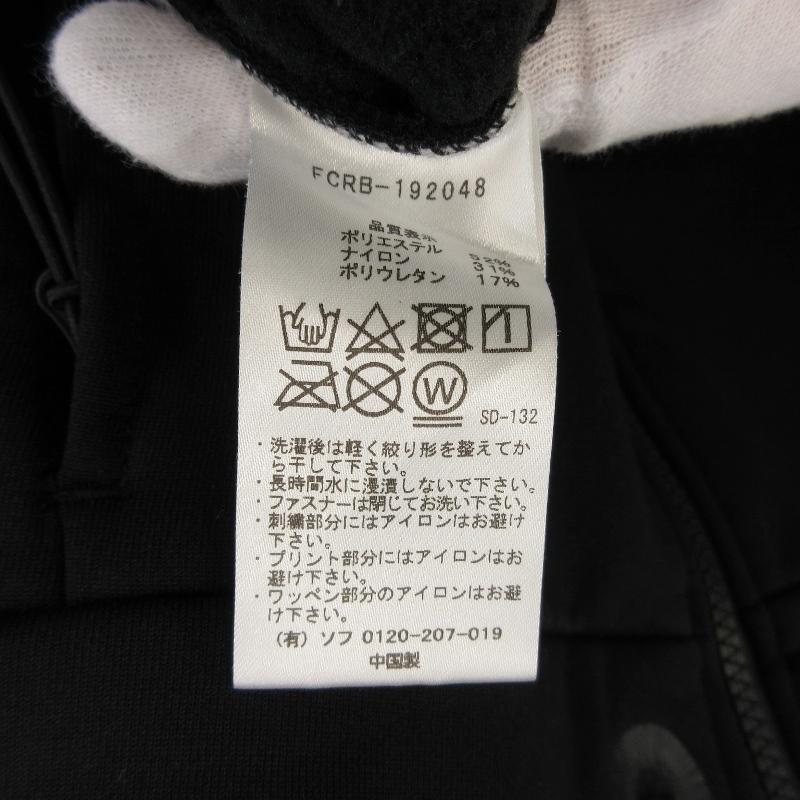 FCRB-192048
品質表示
ポリエステル 52%
ナイロン 31%
ポリウレタン 17%
W
SD-132
・洗濯後は軽く絞り形を整えてか
ら干して下さい。
・長時間水に浸漬しないで下さい。
・ファスナーは閉じてお洗い下さい。
・刺繍部分にはアイロンはお避け
下さい。
・プリント部分にはアイロンはお
避け下さい。
・ワッペン部分のアイロンはお避
け下さい。
(有) ソフ 0120-207-019
中国製